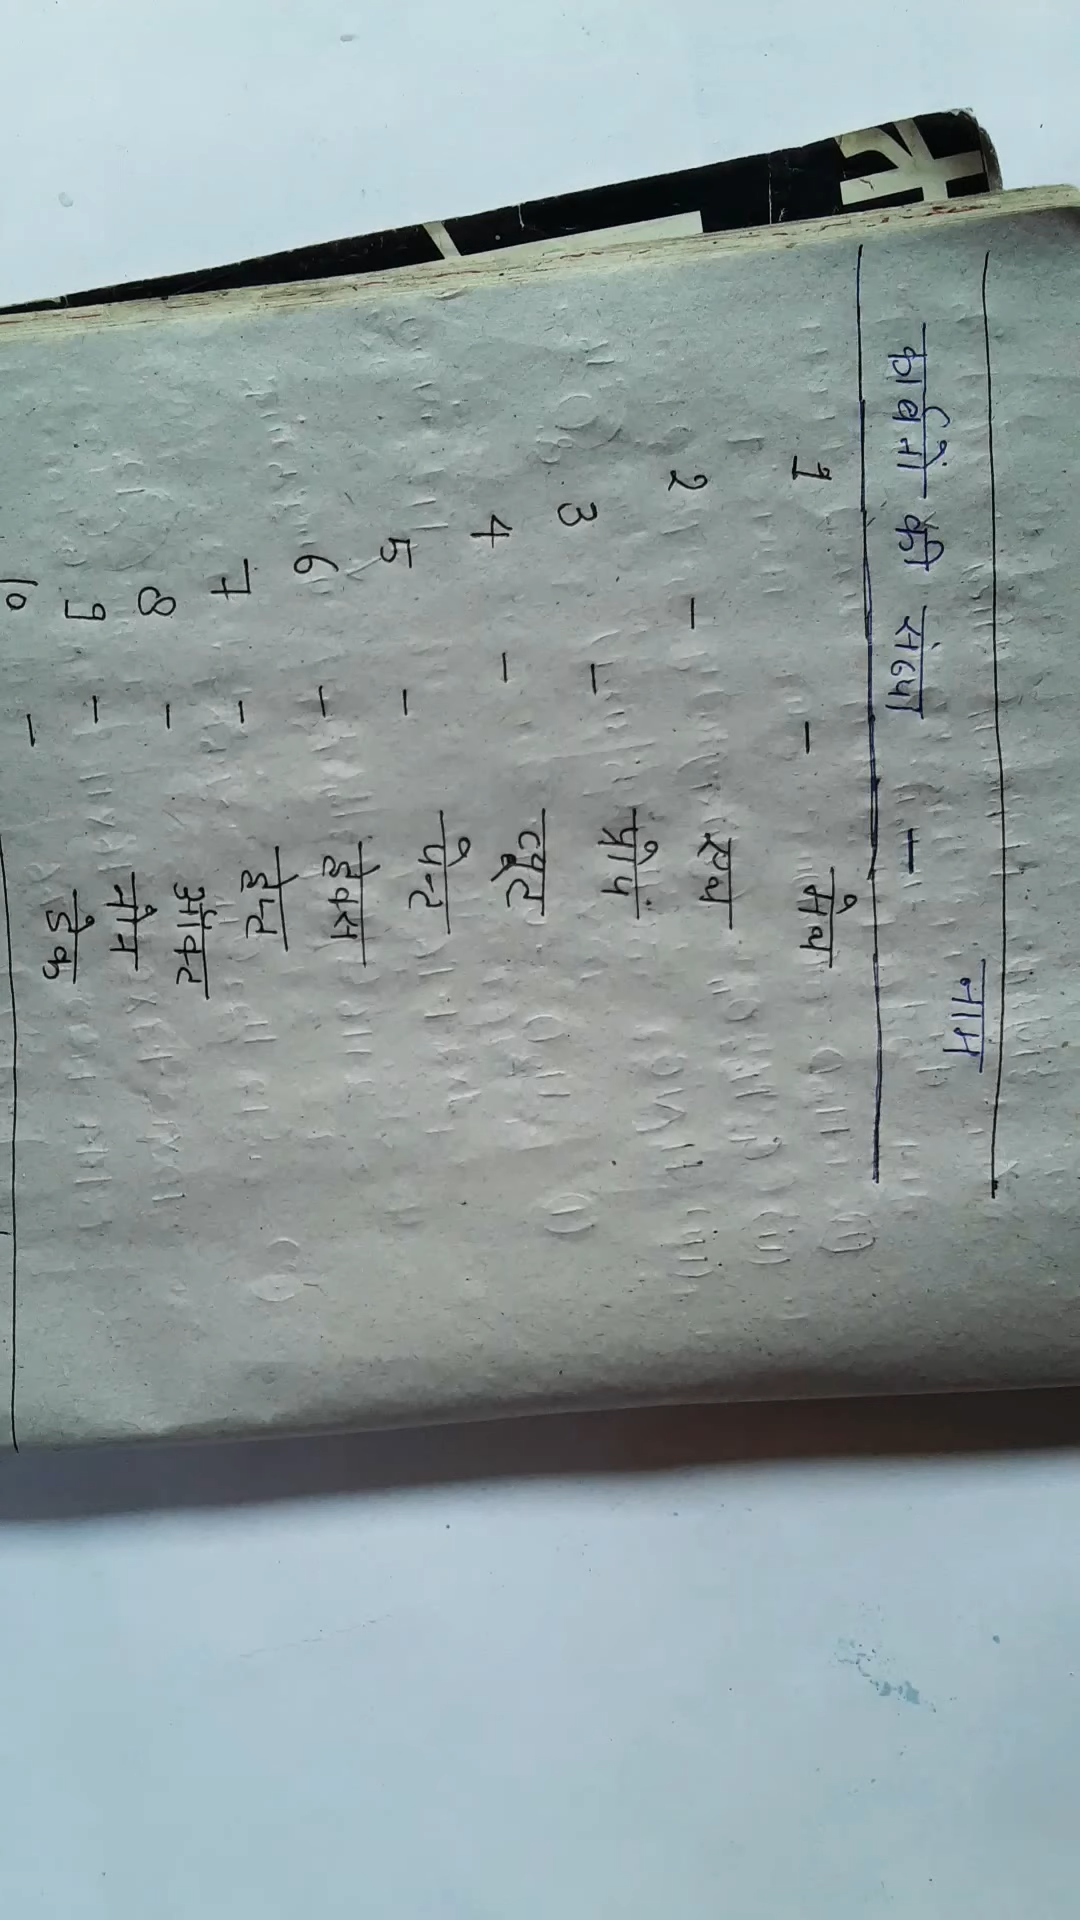 कार्बनो की संख्या - नाम
1 - मेथ
2 - एथ
3 - प्रोप
4 - ब्यूट
5 - पेन्ट
6 - हेक्स
7 - हेप्ट
8 - ऑक्ट
9 - नोन
10 - डेक